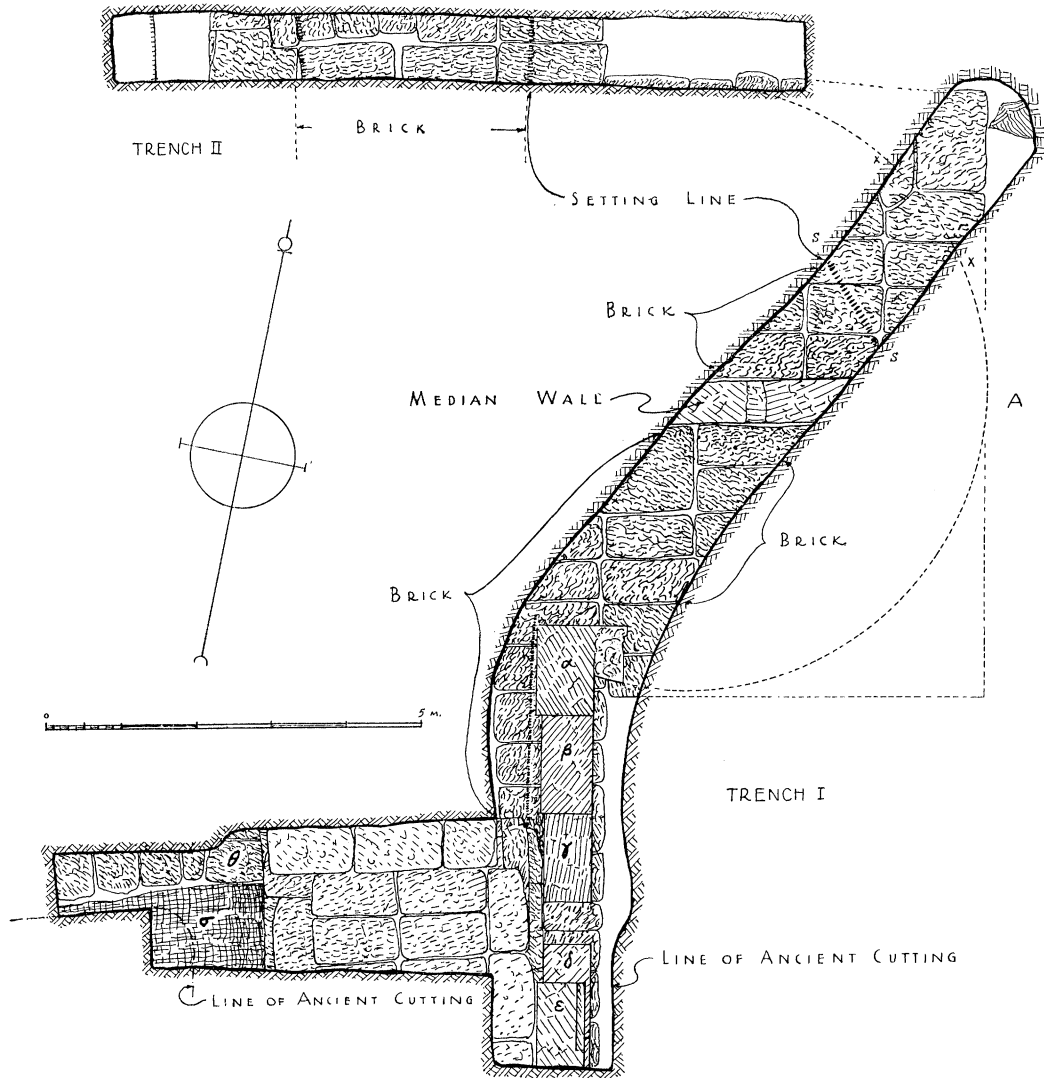 BRICK
TRENCH II
SETTING LINE
X
S
X
BRICK
S
MEDIAN WALL
A
BRICK
BRICK
α
0
5 m.
β
TRENCH I
γ
θ
σ
δ
LINE OF ANCIENT CUTTING
LINE OF ANCIENT CUTTING
ε